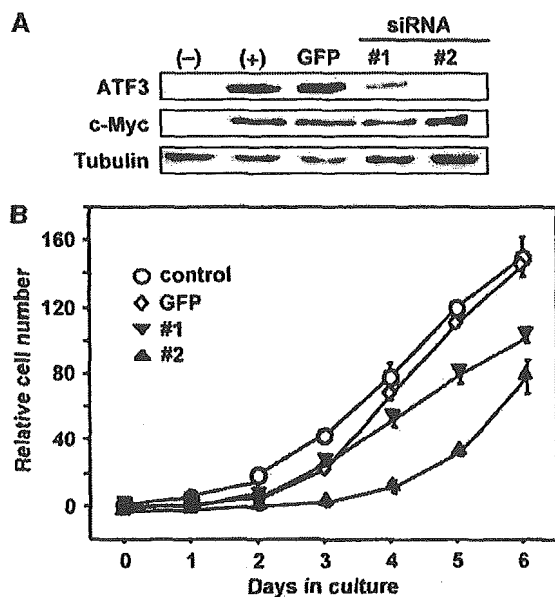 A
siRNA
(−) (+) GFP #1 #2
ATF3
c-Myc
Tubulin
B
160
120
80
40
0
Relative cell number
control
GFP
#1
#2
0 1 2 3 4 5 6
Days in culture